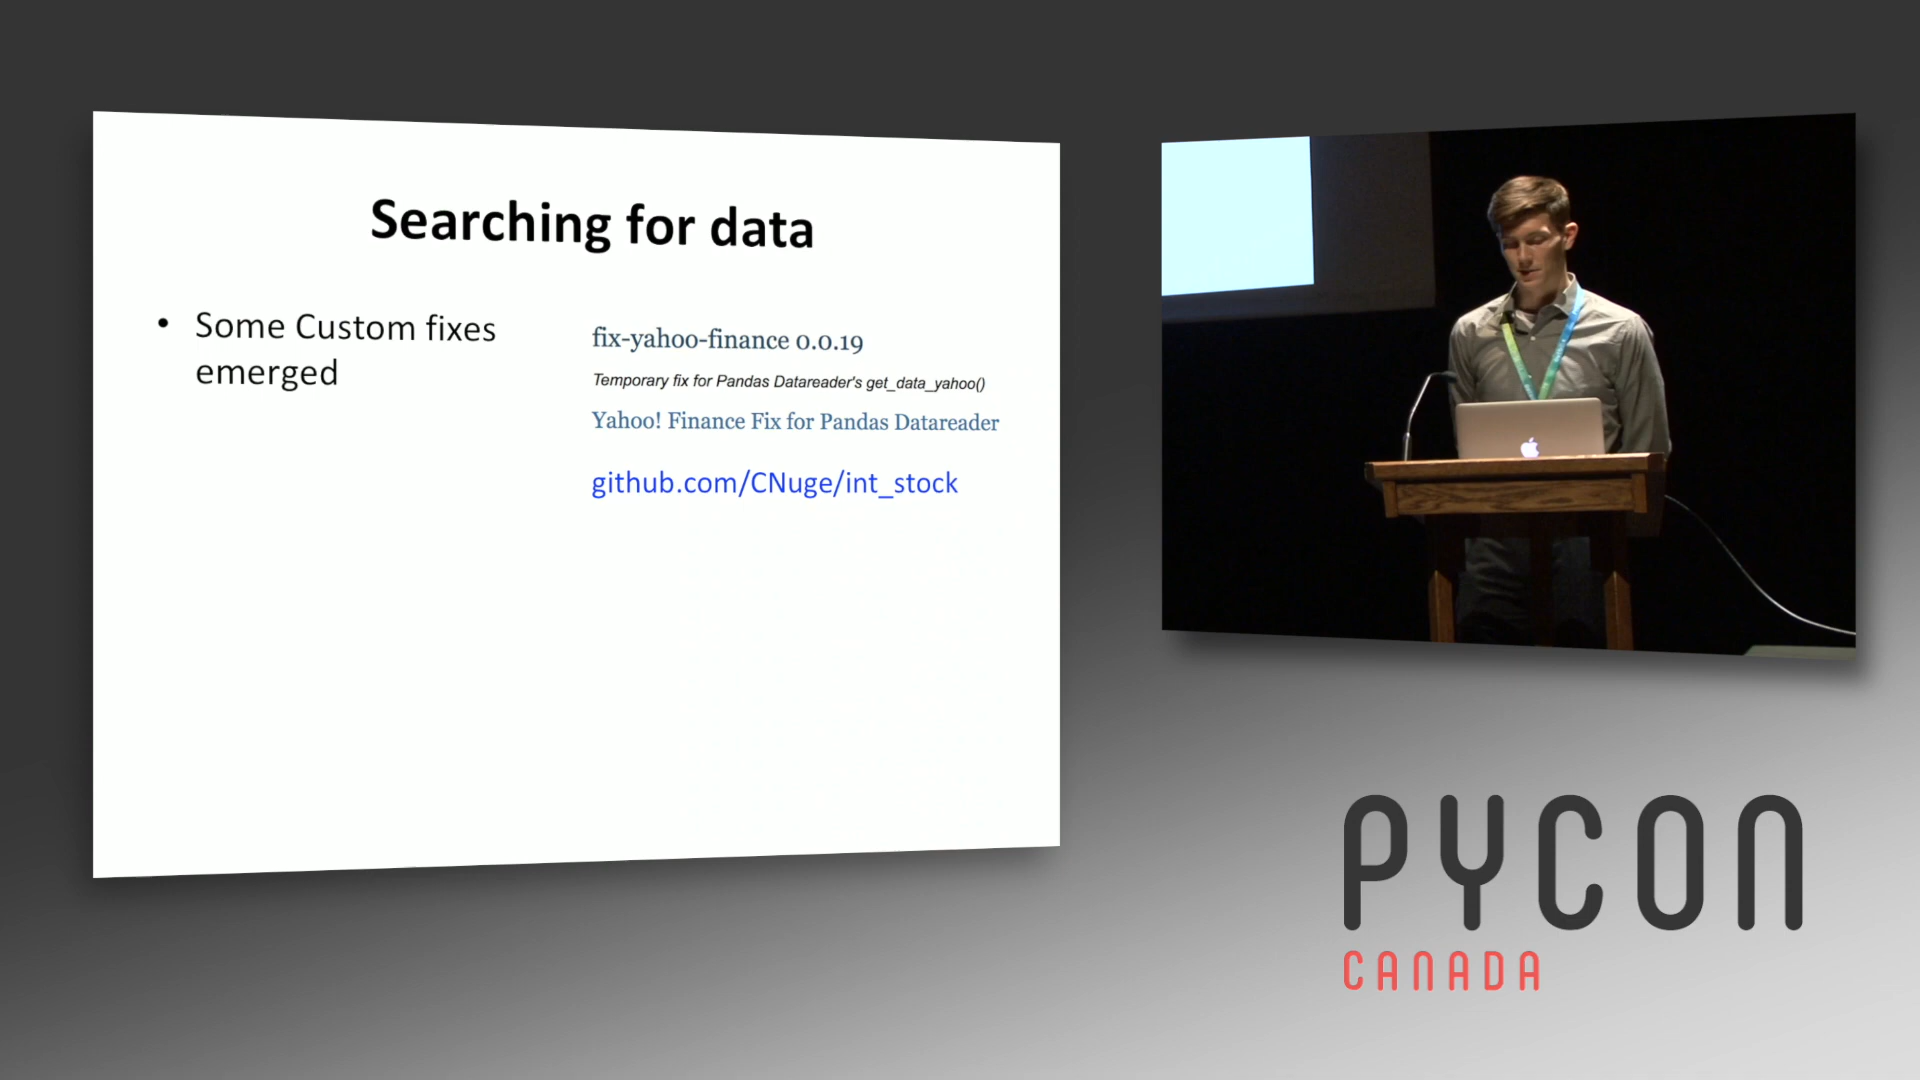 Searching for data
• Some Custom fixes
emerged
fix-yahoo-finance 0.0.19
Temporary fix for Pandas Datareader's get_data_yahoo()
Yahoo! Finance Fix for Pandas Datareader
github.com/CNuge/int_stock
PYCON
CANADA